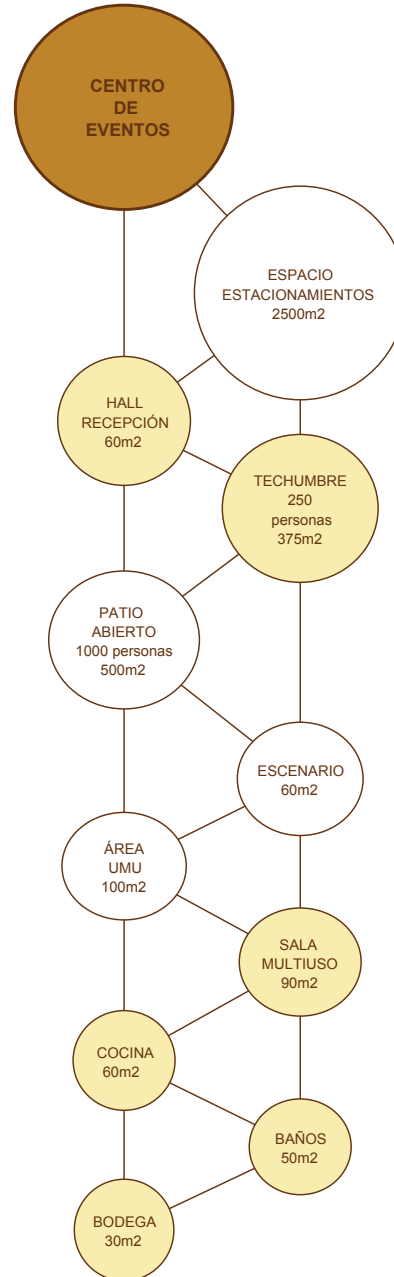 CENTRO
DE
EVENTOS
ESPACIO
ESTACIONAMIENTOS
2500m2
HALL
RECEPCIÓN
60m2
TECHUMBRE
250
personas
375m2
PATIO
ABIERTO
1000 personas
500m2
ESCENARIO
60m2
ÁREA
UMU
100m2
SALA
MULTIUSO
90m2
COCINA
60m2
BAÑOS
50m2
BODEGA
30m2